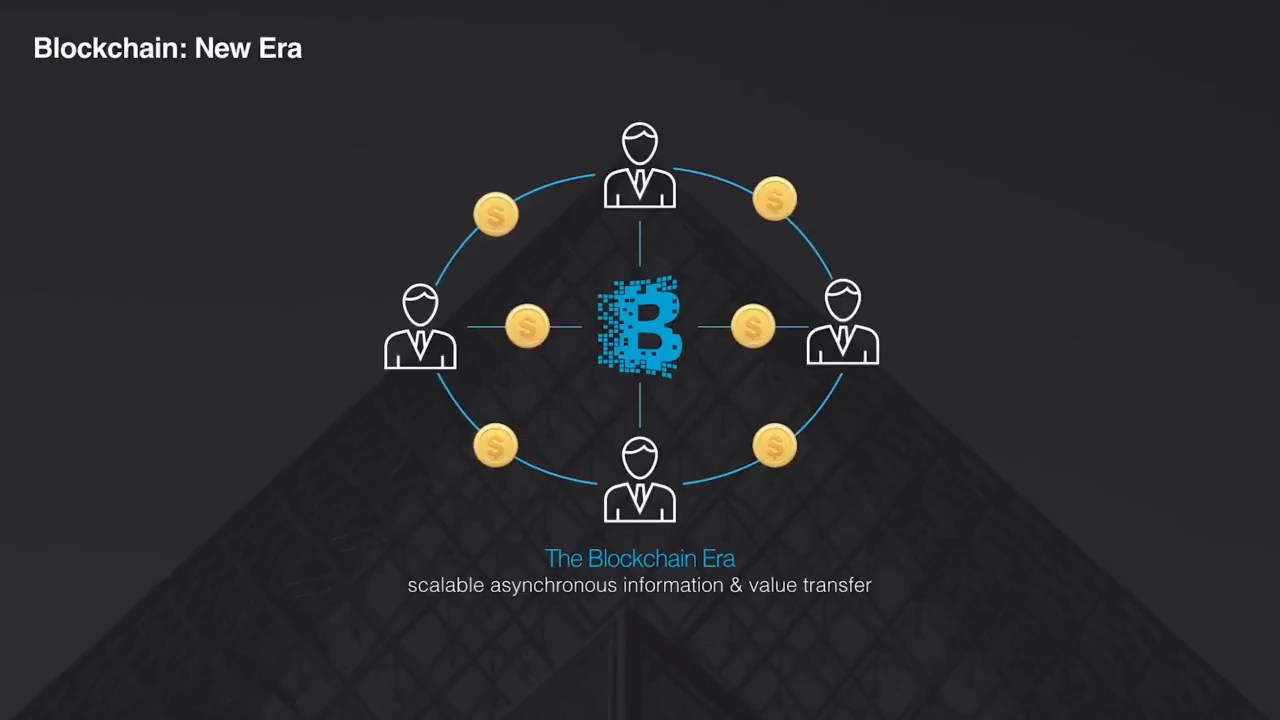 Blockchain: New Era
$
$
B
$
$
$
$
The Blockchain Era
scalable asynchronous information & value transfer